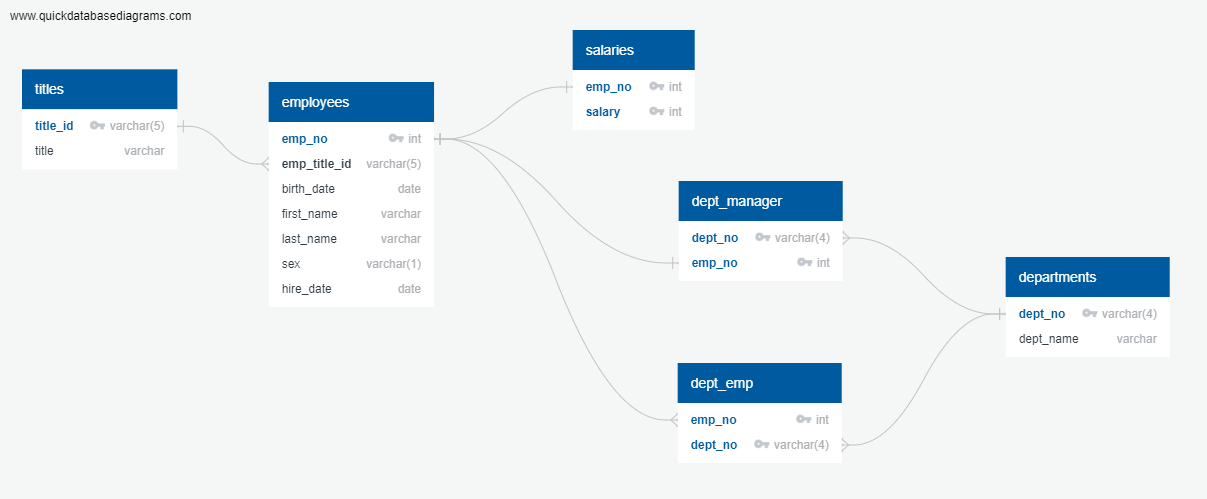 www.quickdatabasediagrams.com
titles
title_id varchar(5)
title varchar
employees
emp_no int
emp_title_id varchar(5)
birth_date date
first_name varchar
last_name varchar
sex varchar(1)
hire_date date
salaries
emp_no int
salary int
dept_manager
dept_no varchar(4)
emp_no int
dept_emp
emp_no int
dept_no varchar(4)
departments
dept_no varchar(4)
dept_name varchar